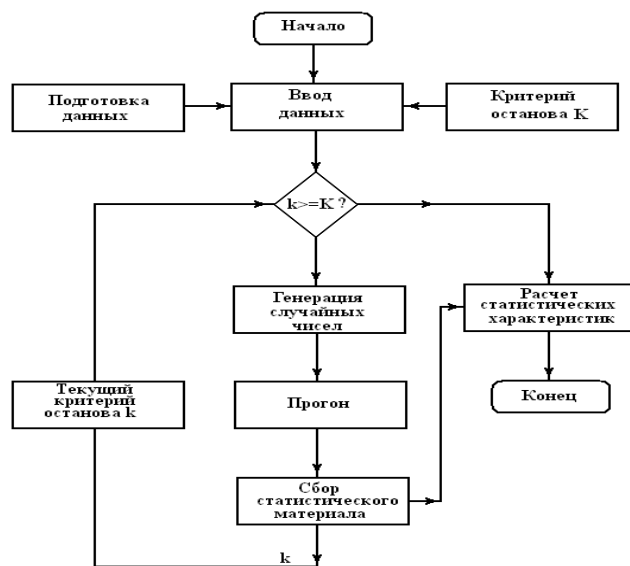 Начало
Подготовка
данных
Ввод
данных
Критерий
останова K
k>=K ?
Генерация
случайных
чисел
Расчет
статистических
характеристик
Текущий
критерий
останова k
Прогон
Конец
Сбор
статистического
материала
k